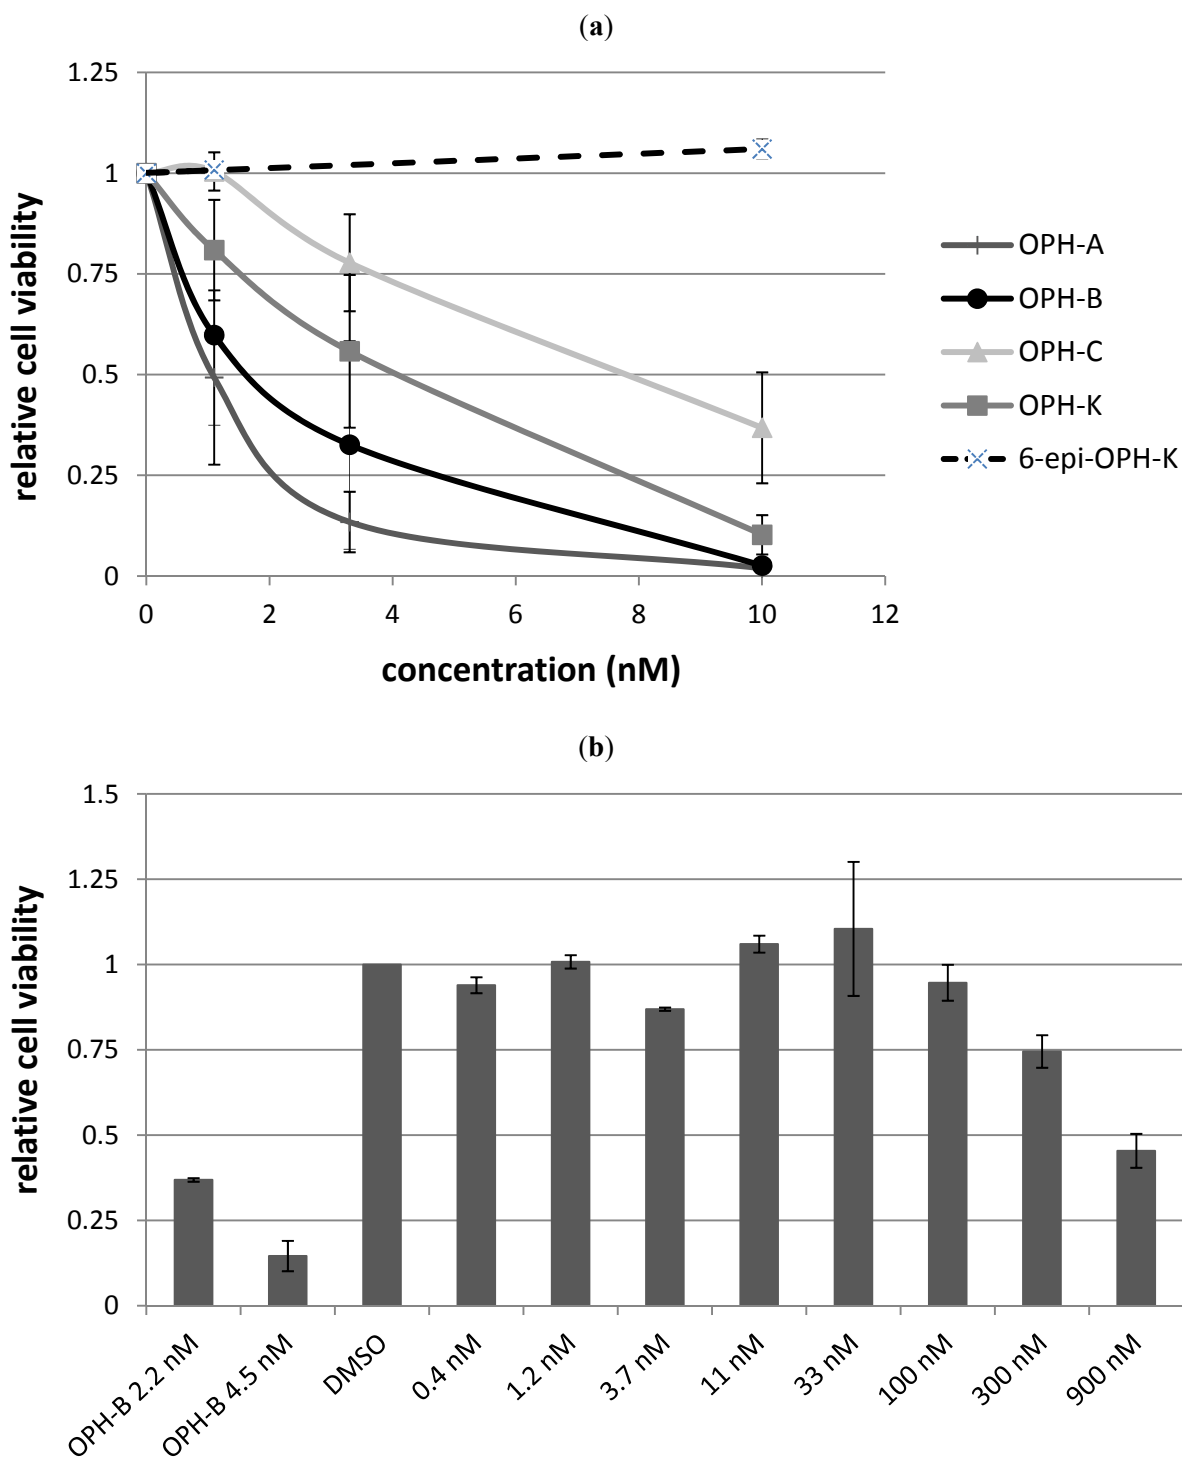 (a)
1.25
1
0.75
0.5
0.25
0
relative cell viability
0 2 4 6 8 10 12
concentration (nM)
OPH-A
OPH-B
OPH-C
OPH-K
6-epi-OPH-K
(b)
1.5
1.25
1
0.75
0.5
0.25
0
relative cell viability
OPH-B 2.2 nM
OPH-B 4.5 nM
DMSO
0.4 nM
1.2 nM
3.7 nM
11 nM
33 nM
100 nM
300 nM
900 nM